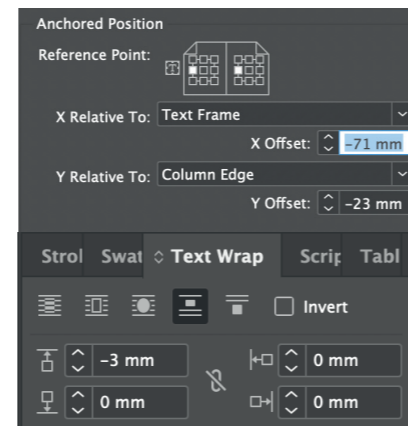 Anchored Position
Reference Point:
X Relative To: Text Frame
X Offset: -71 mm
Y Relative To: Column Edge
Y Offset: -23 mm
Strol Swat Text Wrap Scrip Tabl
Invert
-3 mm 0 mm
0 mm 0 mm